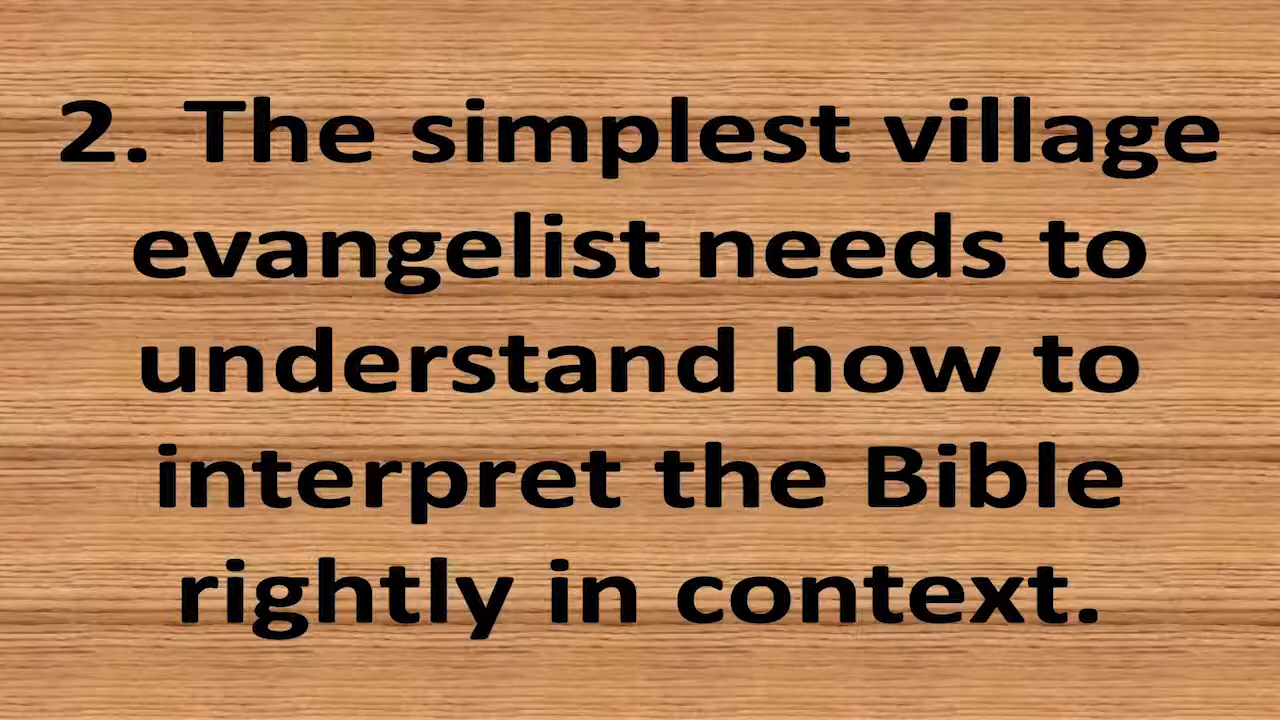 2. The simplest village
evangelist needs to
understand how to
interpret the Bible
rightly in context.